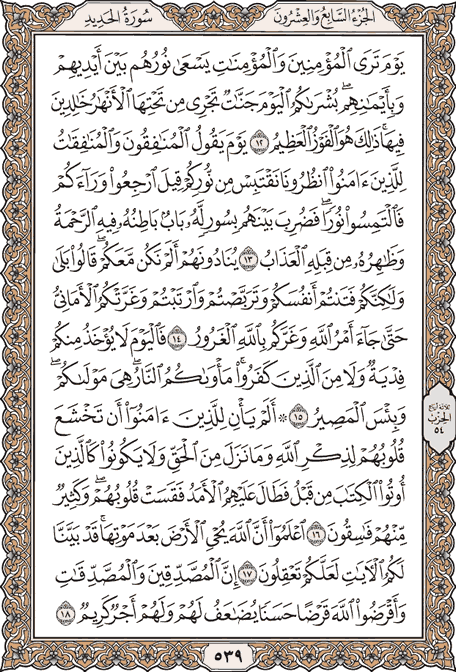 الجزء السابع والعشرون
سورة الحديد
يَوْمَ تَرَى ٱلْمُؤْمِنِينَ وَٱلْمُؤْمِنَٰتِ يَسْعَىٰ نُورُهُم بَيْنَ أَيْدِيهِمْ
وَبِأَيْمَٰنِهِمۖ بُشْرَىٰكُمُ ٱلْيَوْمَ جَنَّٰتٌ تَجْرِى مِن تَحْتِهَا ٱلْأَنْهَٰرُ خَٰلِدِينَ
فِيهَاۚ ذَٰلِكَ هُوَ ٱلْفَوْزُ ٱلْعَظِيمُ ١٢ يَوْمَ يَقُولُ ٱلْمُنَٰفِقُونَ وَٱلْمُنَٰفِقَٰتُ
لِلَّذِينَ ءَامَنُوا۟ ٱنظُرُونَا نَقْتَبِسْ مِن نُّورِكُمْ قِيلَ ٱرْجِعُوا۟ وَرَآءَكُمْ
فَٱلْتَمِسُوا۟ نُورًاۖ فَضُرِبَ بَيْنَهُم بِسُورٍ لَّهُۥ بَابٌۢ بَاطِنُهُۥ فِيهِ ٱلرَّحْمَةُ
وَظَٰهِرُهُۥ مِن قِبَلِهِ ٱلْعَذَابُ ١٣ يُنَادُونَهُمْ أَلَمْ نَكُن مَّعَكُمْۖ قَالُوا۟ بَلَىٰ
وَلَٰكِنَّكُمْ فَتَنتُمْ أَنفُسَكُمْ وَتَرَبَّصْتُمْ وَٱرْتَبْتُمْ وَغَرَّتْكُمُ ٱلْأَمَانِىُّ
حَتَّىٰ جَآءَ أَمْرُ ٱللَّهِ وَغَرَّكُم بِٱللَّهِ ٱلْغَرُورُ ١٤ فَٱلْيَوْمَ لَا يُؤْخَذُ مِنكُمْ
فِدْيَةٌ وَلَا مِنَ ٱلَّذِينَ كَفَرُوا۟ۚ مَأْوَىٰكُمُ ٱلنَّارُۖ هِىَ مَوْلَىٰكُمْۖ
وَبِئْسَ ٱلْمَصِيرُ ١٥ ۞ أَلَمْ يَأْنِ لِلَّذِينَ ءَامَنُوٓا۟ أَن تَخْشَعَ
قُلُوبُهُمْ لِذِكْرِ ٱللَّهِ وَمَا نَزَلَ مِنَ ٱلْحَقِّ وَلَا يَكُونُوا۟ كَٱلَّذِينَ
أُوتُوا۟ ٱلْكِتَٰبَ مِن قَبْلُ فَطَالَ عَلَيْهِمُ ٱلْأَمَدُ فَقَسَتْ قُلُوبُهُمْۖ وَكَثِيرٌ
مِّنْهُمْ فَٰسِقُونَ ١٦ ٱعْلَمُوٓا۟ أَنَّ ٱللَّهَ يُحْىِ ٱلْأَرْضَ بَعْدَ مَوْتِهَاۚ قَدْ بَيَّنَّا
لَكُمُ ٱلْءَايَٰتِ لَعَلَّكُمْ تَعْقِلُونَ ١٧ إِنَّ ٱلْمُصَّدِّقِينَ وَٱلْمُصَّدِّقَٰتِ
وَأَقْرَضُوا۟ ٱللَّهَ قَرْضًا حَسَنًا يُضَٰعَفُ لَهُمْ وَلَهُمْ أَجْرٌ كَرِيمٌ ١٨
الحزب
٥٤
٥٣٩